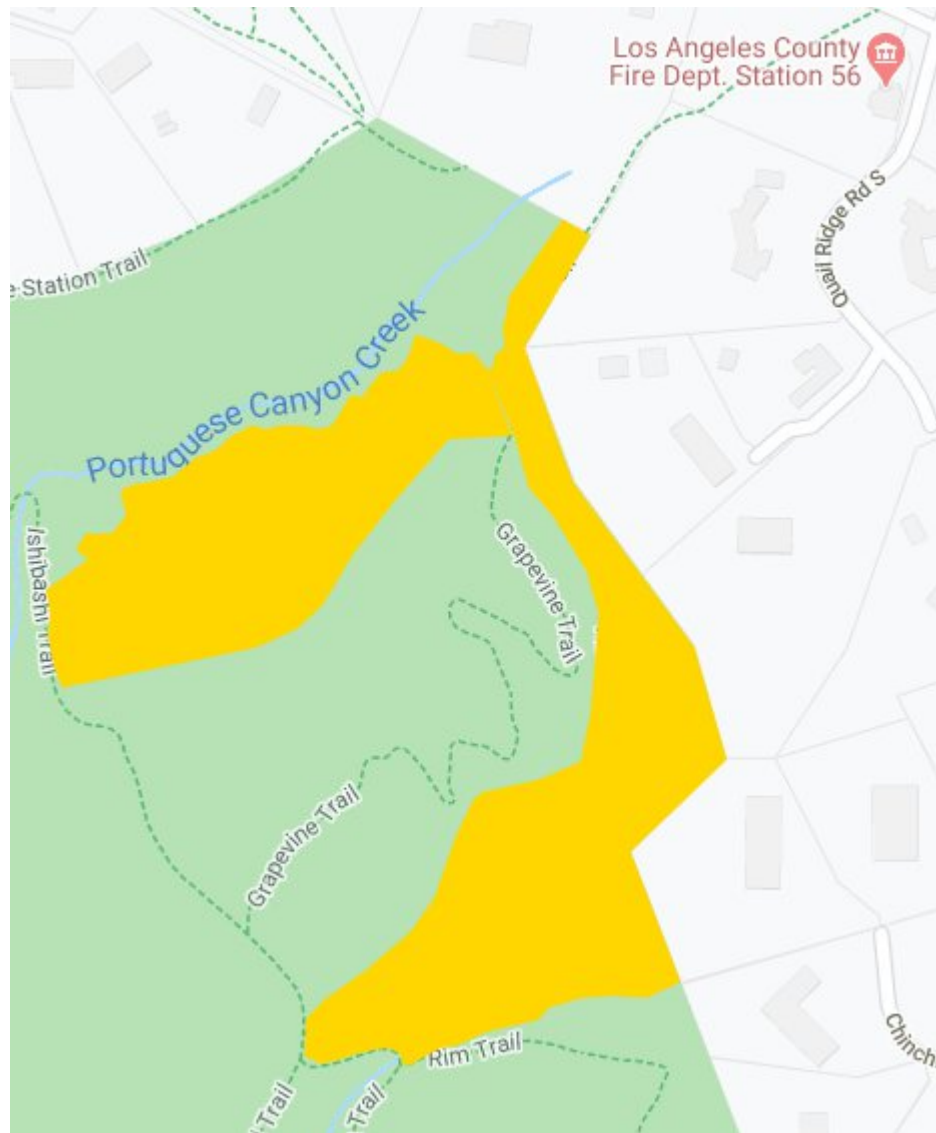 Los Angeles County
Fire Dept. Station 56
Quail Ridge Rd S
e Station Trail
Portuguese Canyon Creek
Ishibashi Trail
Grapevine Trail
Grapevine Trail
Rim Trail
Trail
Trail
Chinch